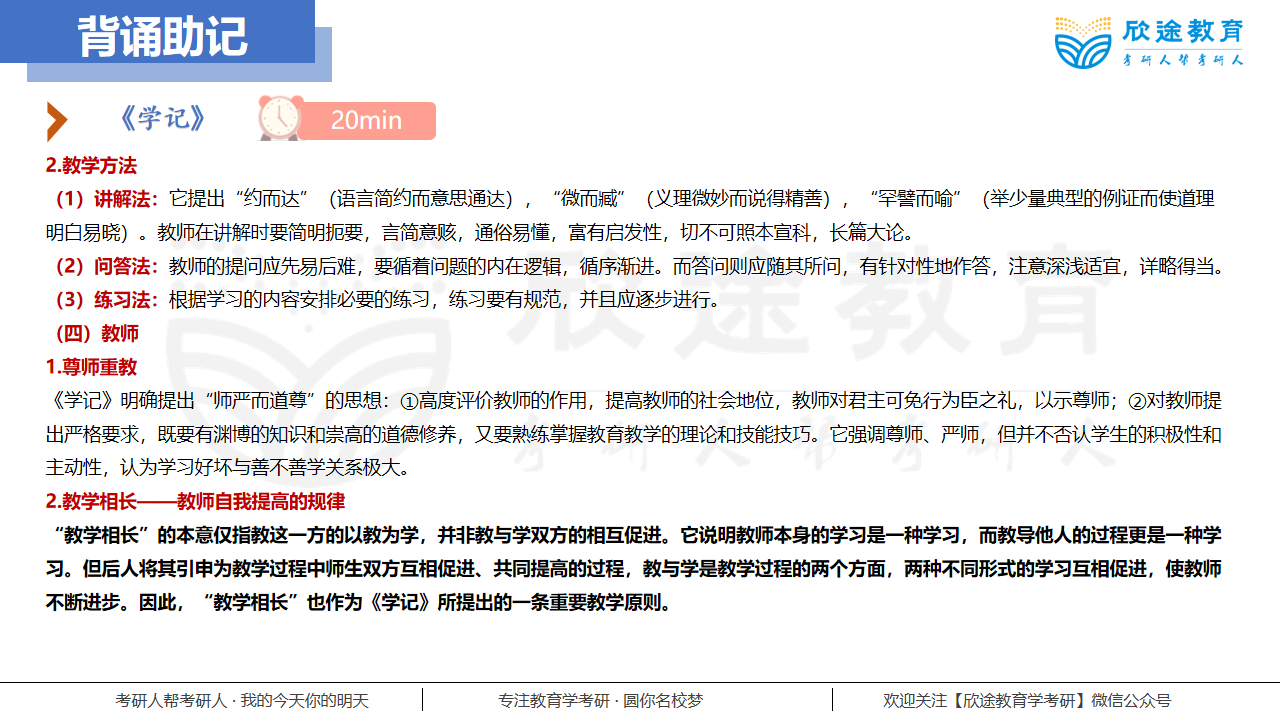 背诵助记
欣途教育
考研人帮考研人
《学记》
20min
2.教学方法
（1）讲解法：它提出“约而达”（语言简约而意思通达），“微而臧”（义理微妙而说得精善），“罕譬而喻”（举少量典型的例证而使道理
明白易晓）。教师在讲解时要简明扼要，言简意赅，通俗易懂，富有启发性，切不可照本宣科，长篇大论。
（2）问答法：教师的提问应先易后难，要循着问题的内在逻辑，循序渐进。而答问则应随其所问，有针对性地作答，注意深浅适宜，详略得当。
（3）练习法：根据学习的内容安排必要的练习，练习要有规范，并且应逐步进行。
（四）教师
1.尊师重教
《学记》明确提出“师严而道尊”的思想：①高度评价教师的作用，提高教师的社会地位，教师对君主可免行为臣之礼，以示尊师；②对教师提
出严格要求，既要有渊博的知识和崇高的道德修养，又要熟练掌握教育教学的理论和技能技巧。它强调尊师、严师，但并不否认学生的积极性和
主动性，认为学习好坏与善不善学关系极大。
2.教学相长——教师自我提高的规律
“教学相长”的本意仅指教这一方的以教为学，并非教与学双方的相互促进。它说明教师本身的学习是一种学习，而教导他人的过程更是一种学
习。但后人将其引申为教学过程中师生双方互相促进、共同提高的过程，教与学是教学过程的两个方面，两种不同形式的学习互相促进，使教师
不断进步。因此，“教学相长”也作为《学记》所提出的一条重要教学原则。
欣途教育
考研人帮考研人
考研人帮考研人 · 我的今天你的明天
专注教育学考研 · 圆你名校梦
欢迎关注【欣途教育学考研】微信公众号